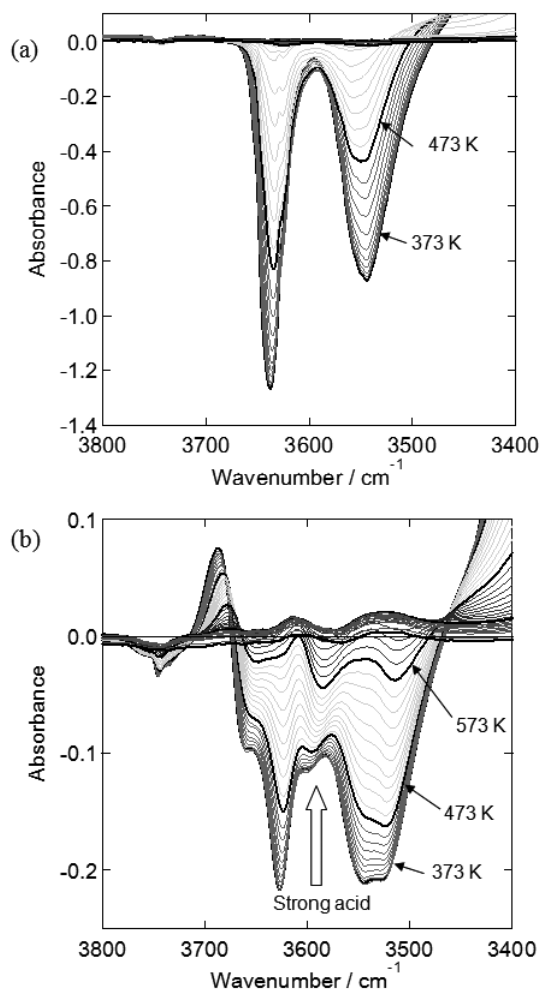 (a)
0.0
-0.2
-0.4
-0.6
-0.8
-1.0
-1.2
-1.4
Absorbance
473 K
373 K
3800 3700 3600 3500 3400
Wavenumber / cm-1
(b)
0.1
0.0
-0.1
-0.2
Absorbance
573 K
473 K
373 K
Strong acid
3800 3700 3600 3500 3400
Wavenumber / cm-1